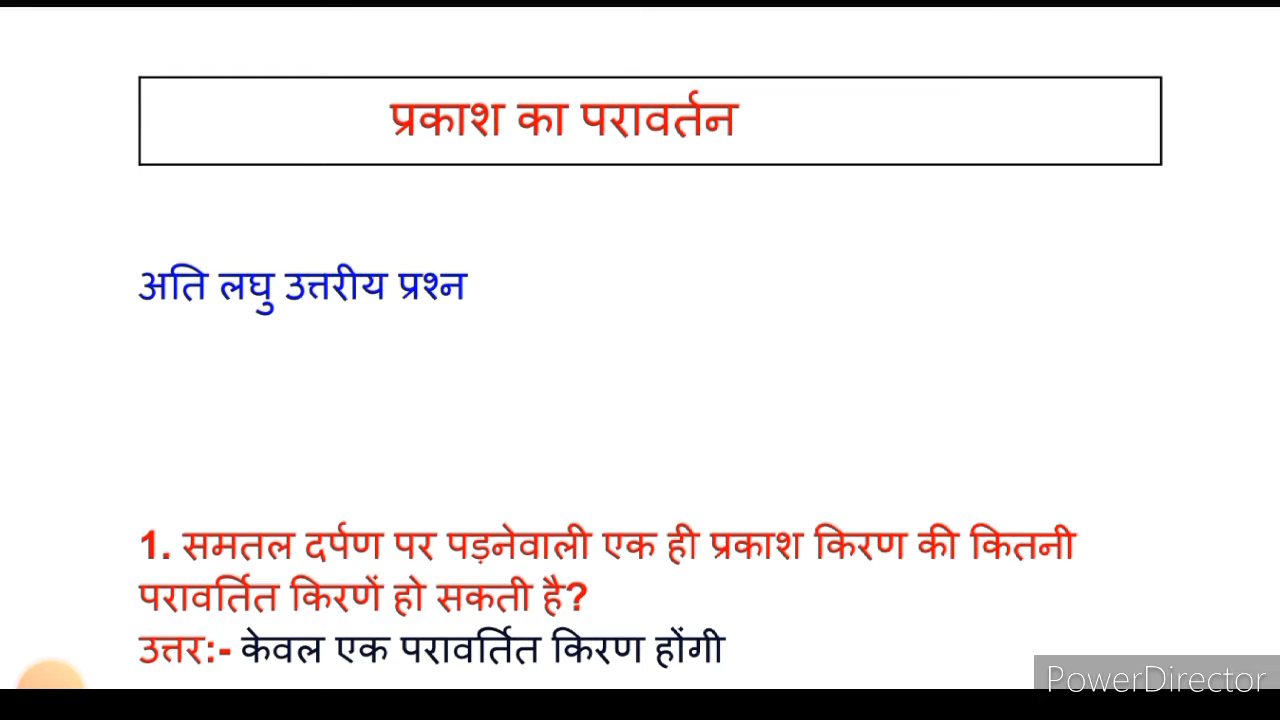 प्रकाश का परावर्तन
अति लघु उत्तरीय प्रश्न
1. समतल दर्पण पर पड़नेवाली एक ही प्रकाश किरण की कितनी
परावर्तित किरणें हो सकती है?
उत्तर:- केवल एक परावर्तित किरण होंगी
PowerDirector